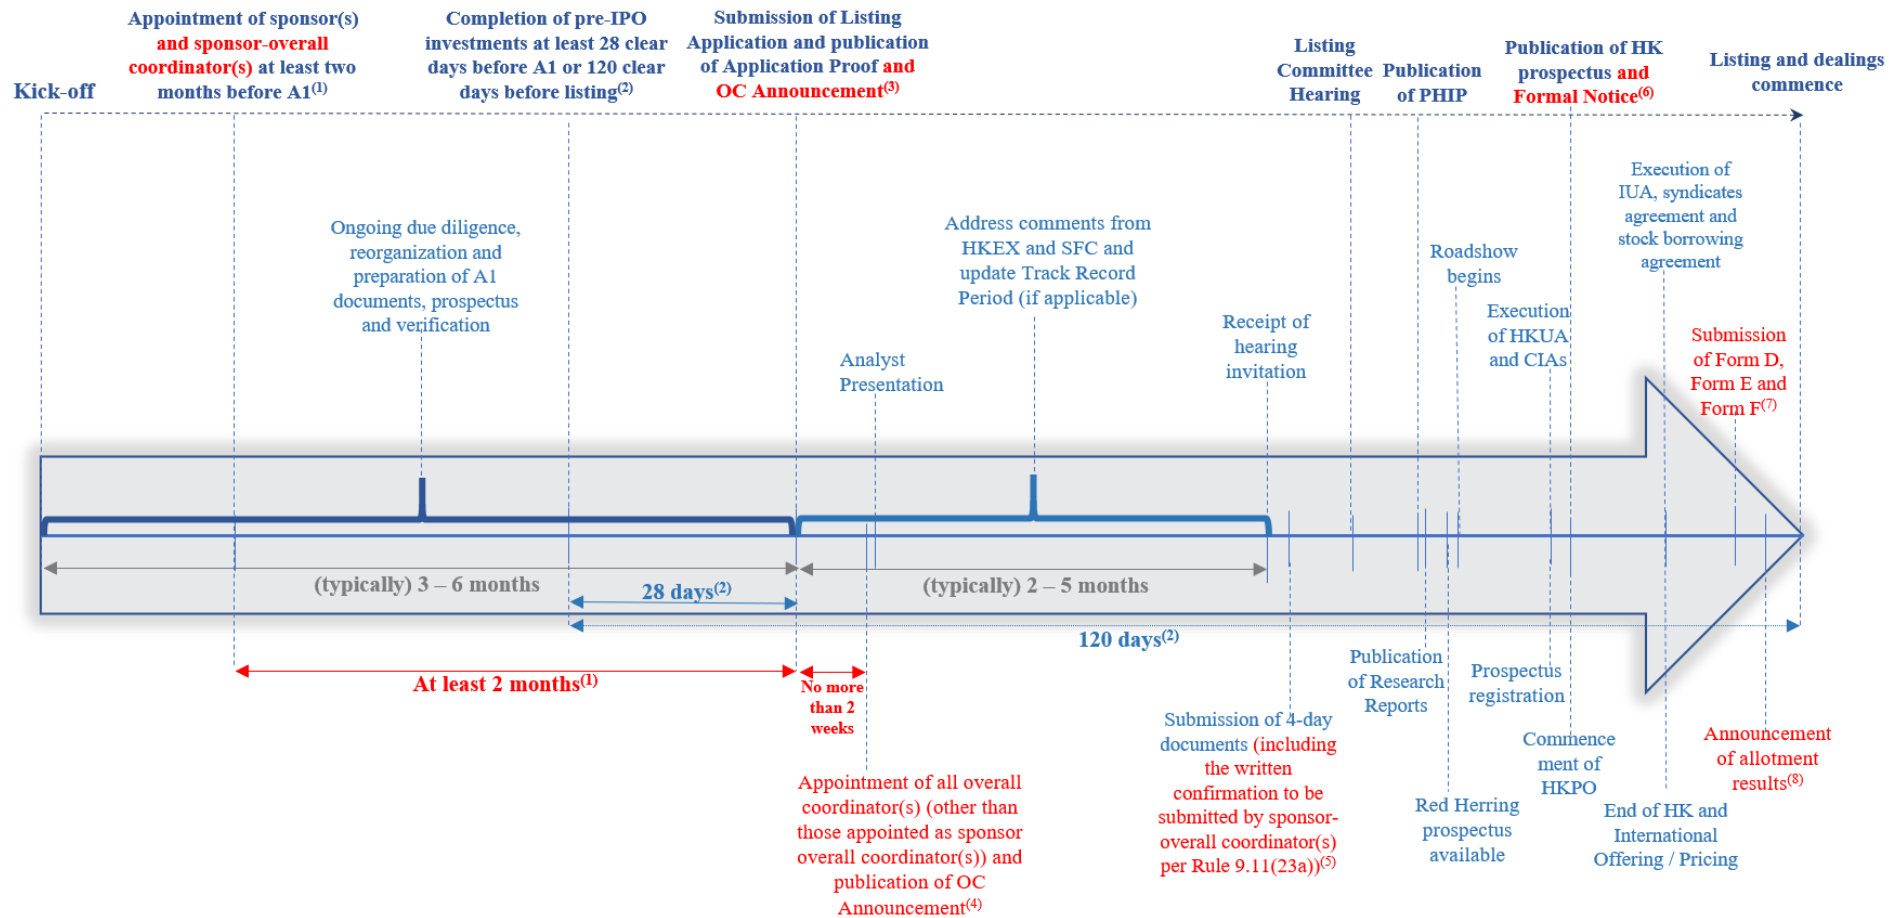 Kick-off
Appointment of sponsor(s)
and sponsor-overall
coordinator(s) at least two
months before A1(1)
Completion of pre-IPO
investments at least 28 clear
days before A1 or 120 clear
days before listing(2)
Submission of Listing
Application and publication
of Application Proof and
OC Announcement(3)
Listing
Committee
Hearing
Publication
of PHIP
Publication of HK
prospectus and
Formal Notice(6)
Listing and dealings
commence
Ongoing due diligence,
reorganization and
preparation of A1
documents, prospectus
and verification
Analyst
Presentation
Address comments from
HKEX and SFC and
update Track Record
Period (if applicable)
Receipt of
hearing
invitation
Roadshow
begins
Execution
of HKUA
and CIAs
Execution of
IUA, syndicates
agreement and
stock borrowing
agreement
Submission
of Form D,
Form E and
Form F(7)
(typically) 3 – 6 months
(typically) 2 – 5 months
28 days(2)
120 days(2)
At least 2 months(1)
No more
than 2
weeks
Appointment of all overall
coordinator(s) (other than
those appointed as sponsor
overall coordinator(s)) and
publication of OC
Announcement(4)
Submission of 4-day
documents (including
the written
confirmation to be
submitted by sponsor-
overall coordinator(s)
per Rule 9.11(23a))(5)
Publication
of Research
Reports
Red Herring
prospectus
available
Prospectus
registration
Commence
ment of
HKPO
End of HK and
International
Offering / Pricing
Announcement
of allotment
results(8)